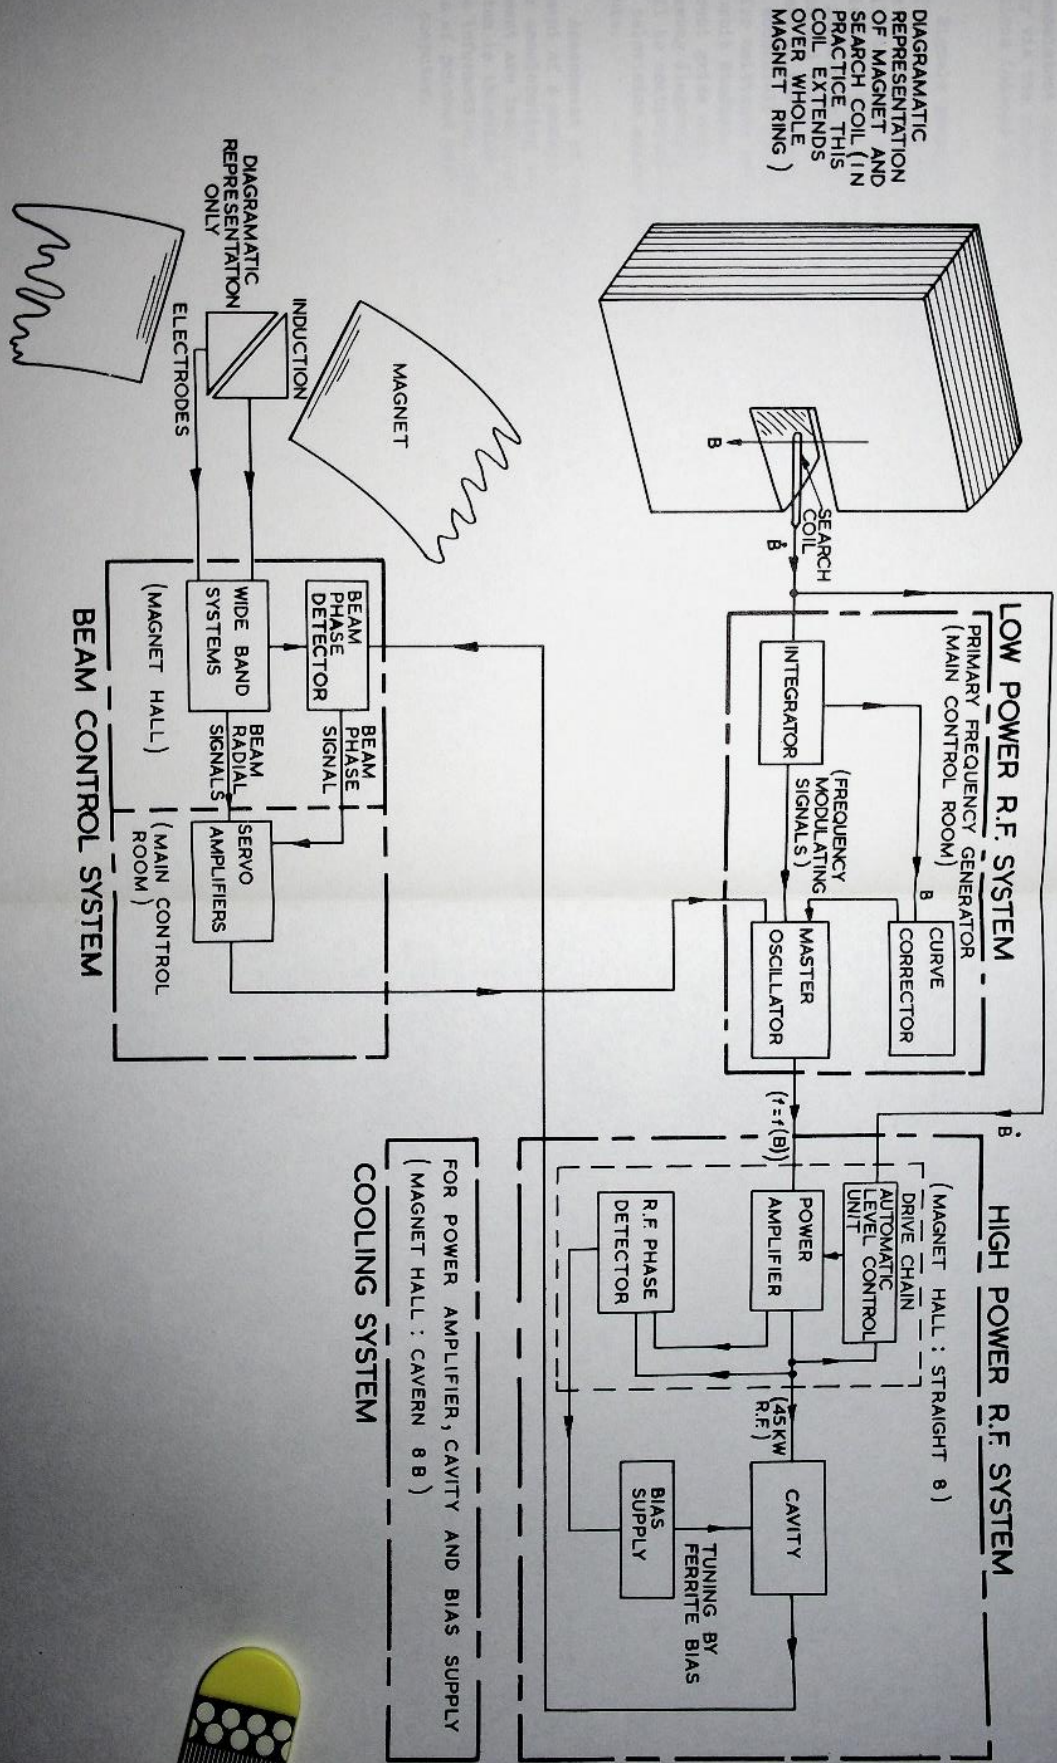 DIAGRAMATIC
REPRESENTATION
OF MAGNET AND
SEARCH COIL (IN
PRACTICE THIS
COIL EXTENDS
OVER WHOLE
MAGNET RING)
B
SEARCH
COIL
Ḃ
LOW POWER R.F. SYSTEM
PRIMARY FREQUENCY GENERATOR
(MAIN CONTROL ROOM)
INTEGRATOR
(FREQUENCY
MODULATING
SIGNALS)
B
CURVE
CORRECTOR
MASTER
OSCILLATOR
(f=f(B))
Ḃ
HIGH POWER R.F. SYSTEM
(MAGNET HALL : STRAIGHT 8)
DRIVE CHAIN
AUTOMATIC
LEVEL CONTROL
UNIT
POWER
AMPLIFIER
R.F. PHASE
DETECTOR
(45KW
R.F.)
CAVITY
BIAS
SUPPLY
TUNING BY
FERRITE BIAS
MAGNET
INDUCTION
DIAGRAMATIC
REPRESENTATION
ONLY
ELECTRODES
BEAM
PHASE
DETECTOR
BEAM
PHASE
SIGNAL
WIDE BAND
SYSTEMS
BEAM
RADIAL
SIGNALS
SERVO
AMPLIFIERS
(MAGNET HALL)
(MAIN CONTROL
ROOM)
BEAM CONTROL SYSTEM
FOR POWER AMPLIFIER, CAVITY AND BIAS SUPPLY
(MAGNET HALL : CAVERN 8B)
COOLING SYSTEM